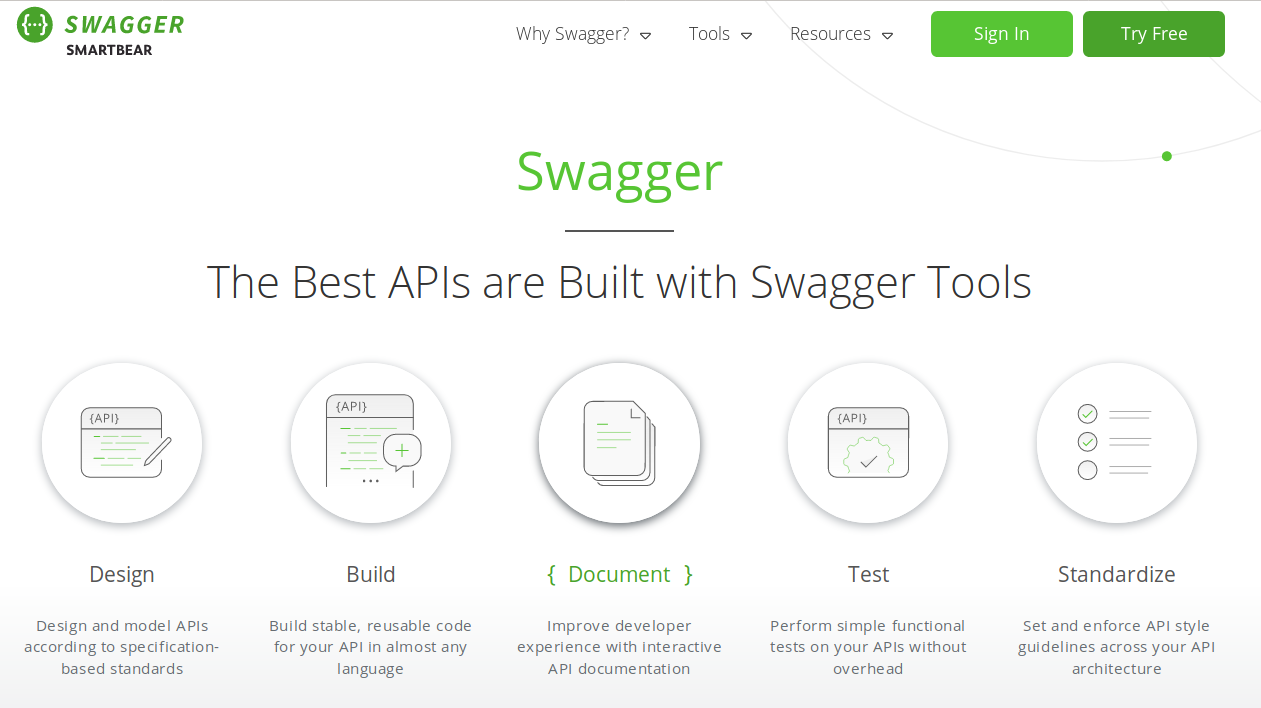 SWAGGER
SMARTBEAR
Why Swagger?
Tools
Resources
Sign In
Try Free
Swagger
The Best APIs are Built with Swagger Tools
{API}
{API}
{API}
Design
Build
{ Document }
Test
Standardize
Design and model APIs
according to specification-
based standards
Build stable, reusable code
for your API in almost any
language
Improve developer
experience with interactive
API documentation
Perform simple functional
tests on your APIs without
overhead
Set and enforce API style
guidelines across your API
architecture